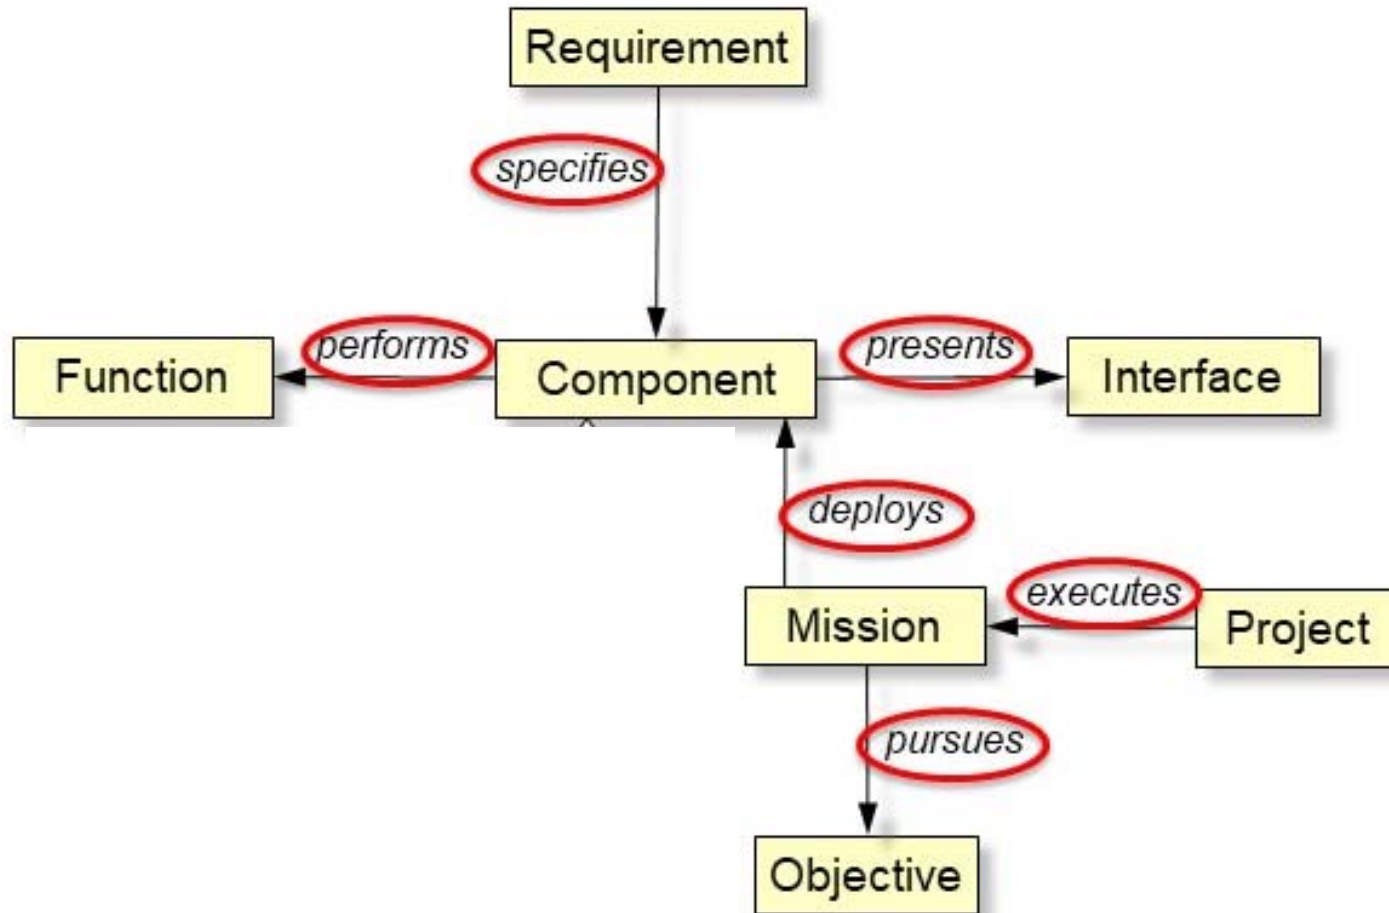 Requirement
specifies
performs
presents
Function
Component
Interface
deploys
executes
Mission
Project
pursues
Objective